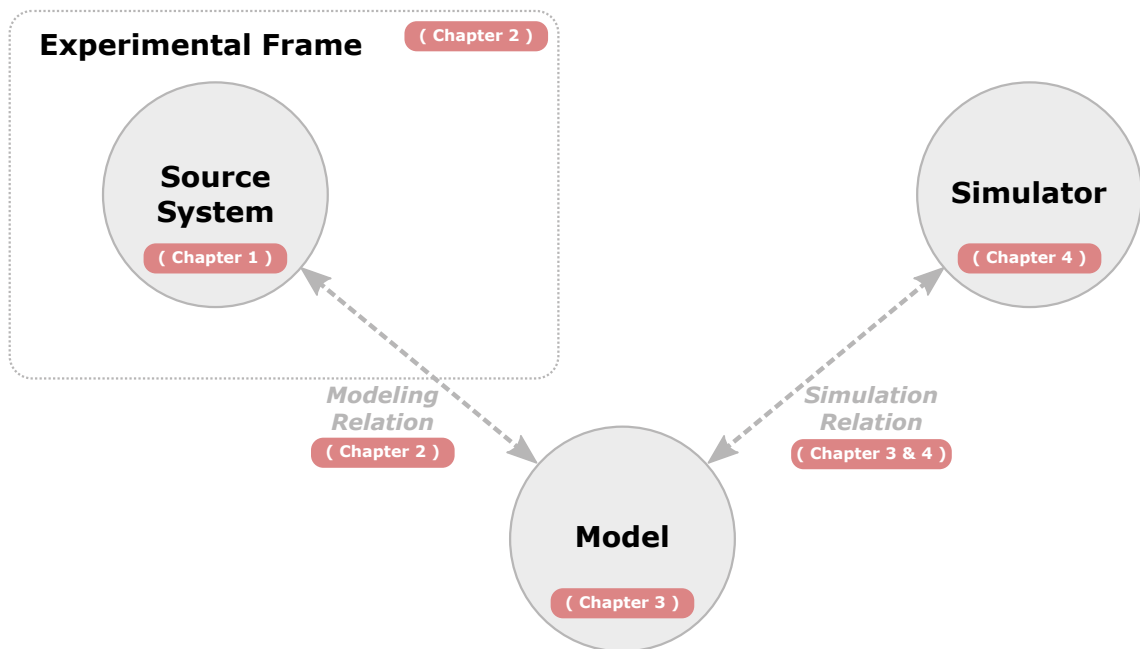 Experimental Frame
( Chapter 2 )
Source
System
( Chapter 1 )
Simulator
( Chapter 4 )
Modeling
Relation
( Chapter 2 )
Simulation
Relation
( Chapter 3 & 4 )
Model
( Chapter 3 )